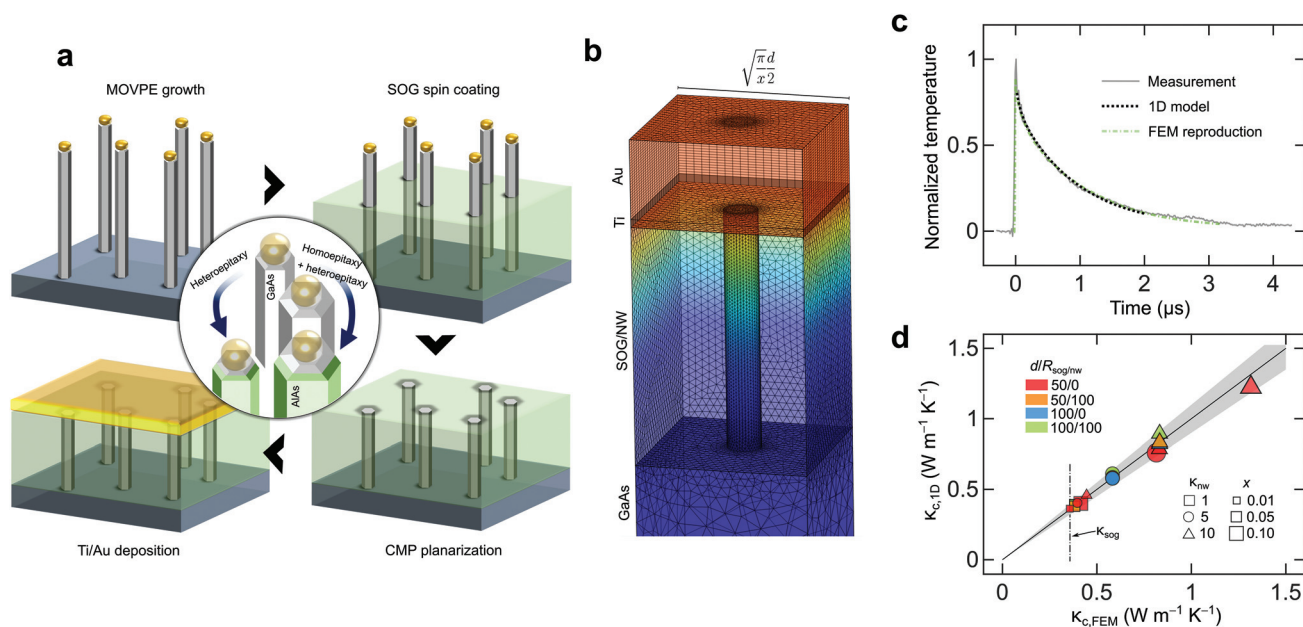 a
MOVPE growth
SOG spin coating
Heteroepitaxy
GaAs
Homoepitaxy
+ heteroepitaxy
AlAs
Ti/Au deposition
CMP planarization
b
√(π/x) d/2
Au
Ti
SOG/NW
GaAs
c
Normalized temperature
1
0.5
0
Measurement
1D model
FEM reproduction
0 1 2 3 4
Time (μs)
d
κc,1D (W m⁻¹ K⁻¹)
1.5
1
0.5
0
d/Rsog/nw
50/0
50/100
100/0
100/100
κsog
κnw x
1 0.01
5 0.05
10 0.10
0 0.5 1 1.5
κc,FEM (W m⁻¹ K⁻¹)